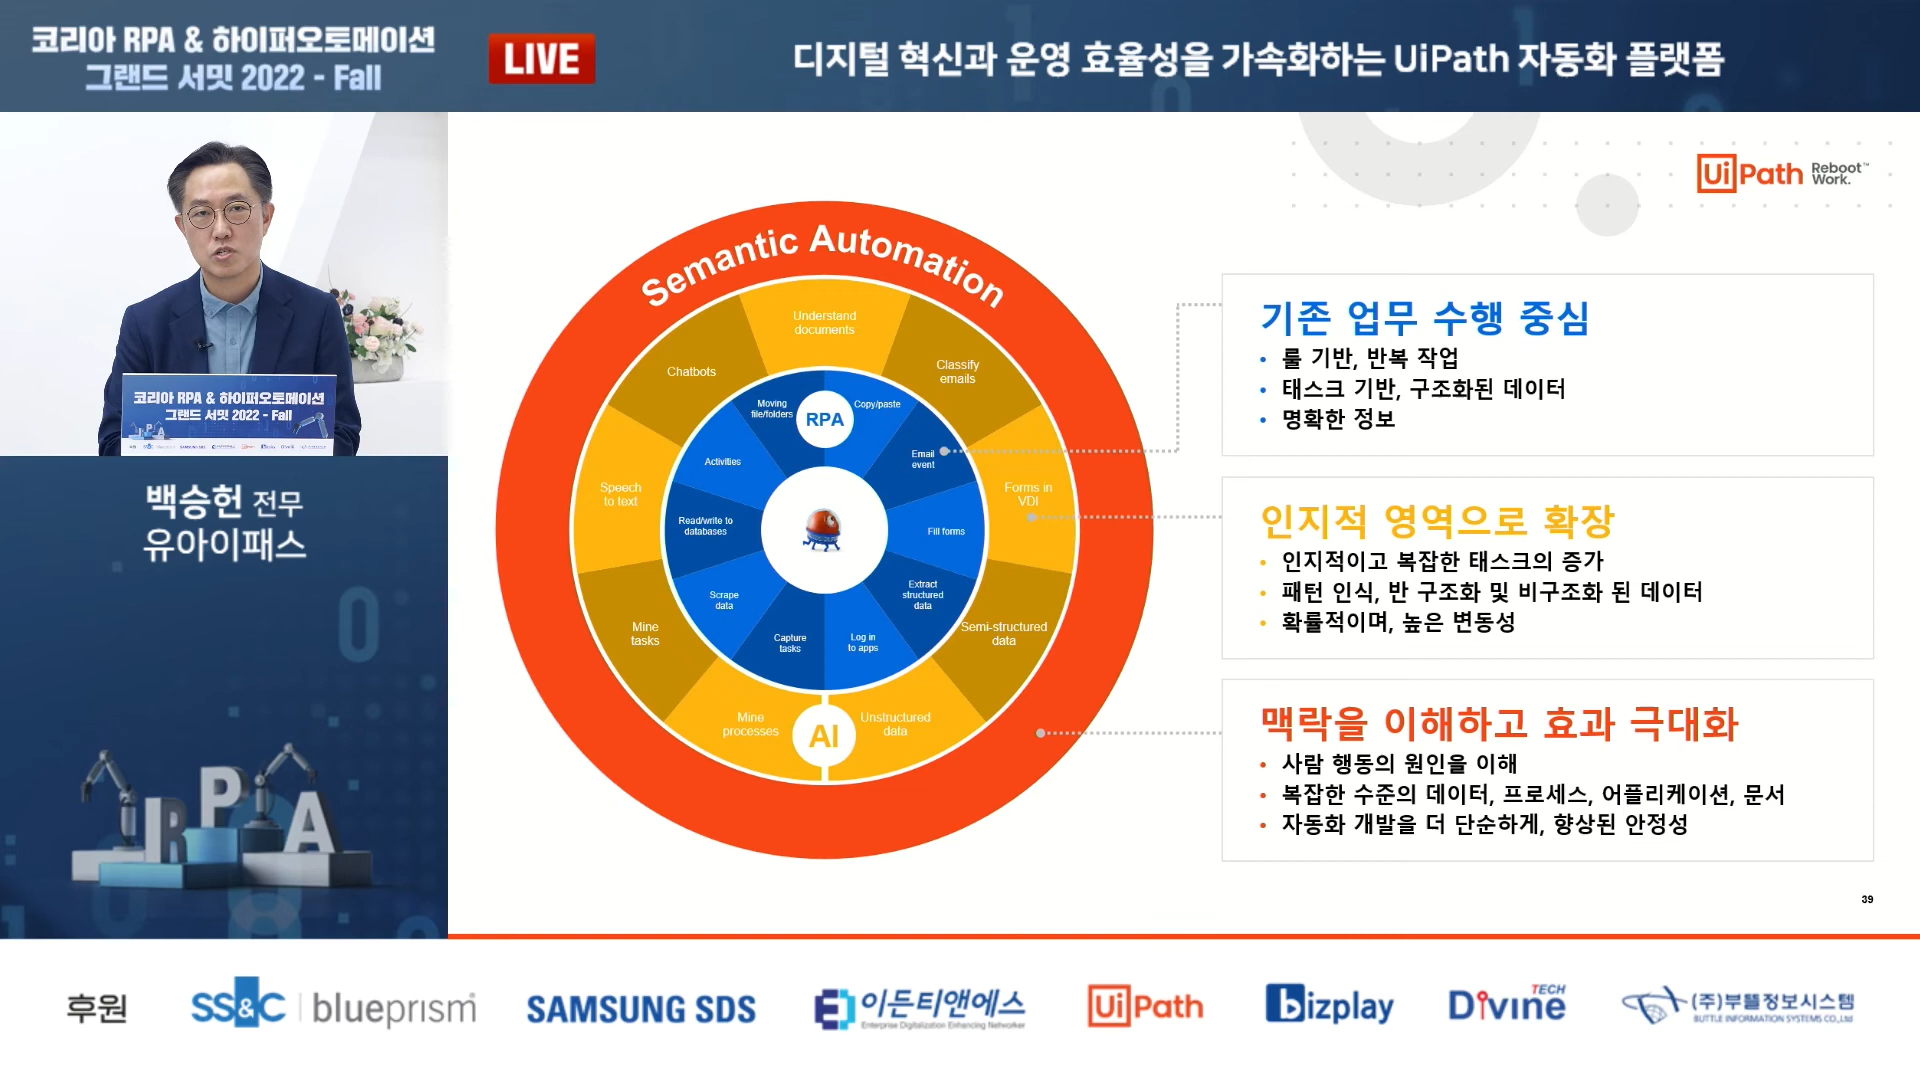 코리아 RPA & 하이퍼오토메이션
그랜드 서밋 2022 - Fall
LIVE
디지털 혁신과 운영 효율성을 가속화하는 UiPath 자동화 플랫폼
코리아 RPA & 하이퍼오토메이션
그랜드 서밋 2022 - Fall
RPA
백승헌 전무
유아이패스
RPA
UiPath Reboot™
Work.
Semantic Automation
Understand
documents
Classify
emails
Forms in
VDI
Semi-structured
data
Unstructured
data
AI
Mine
processes
Mine
tasks
Speech
to text
Chatbots
RPA
Copy/paste
Email
event
Fill forms
Extract
structured
data
Log in
to apps
Capture
tasks
Scrape
data
Read/write to
databases
Activities
Moving
file/folders
기존 업무 수행 중심
• 룰 기반, 반복 작업
• 태스크 기반, 구조화된 데이터
• 명확한 정보
인지적 영역으로 확장
• 인지적이고 복잡한 태스크의 증가
• 패턴 인식, 반 구조화 및 비구조화 된 데이터
• 확률적이며, 높은 변동성
맥락을 이해하고 효과 극대화
• 사람 행동의 원인을 이해
• 복잡한 수준의 데이터, 프로세스, 어플리케이션, 문서
• 자동화 개발을 더 단순하게, 향상된 안정성
39
후원
SS&C | blueprism
SAMSUNG SDS
이든티앤에스
Enterprise Digitalization Enhancing Networker
UiPath
bizplay
Divine TECH
(주)부뜰정보시스템
BUTTLE INFORMATION SYSTEMS CO.,Ltd